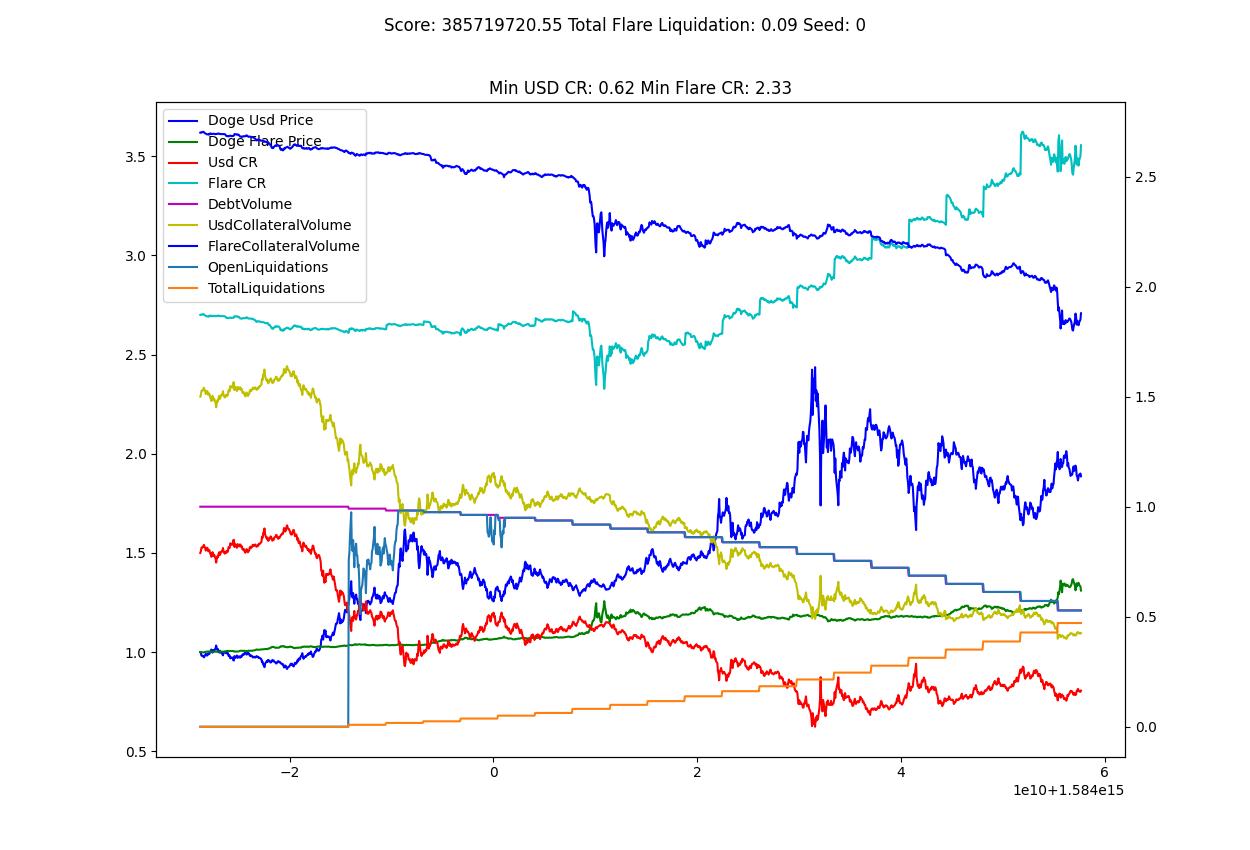 Score: 385719720.55 Total Flare Liquidation: 0.09 Seed: 0
Min USD CR: 0.62 Min Flare CR: 2.33
Doge Usd Price
Doge Flare Price
Usd CR
Flare CR
DebtVolume
UsdCollateralVolume
FlareCollateralVolume
OpenLiquidations
TotalLiquidations
3.5
3.0
2.5
2.0
1.5
1.0
0.5
2.5
2.0
1.5
1.0
0.5
0.0
−2
0
2
4
6
1e10+1.584e15